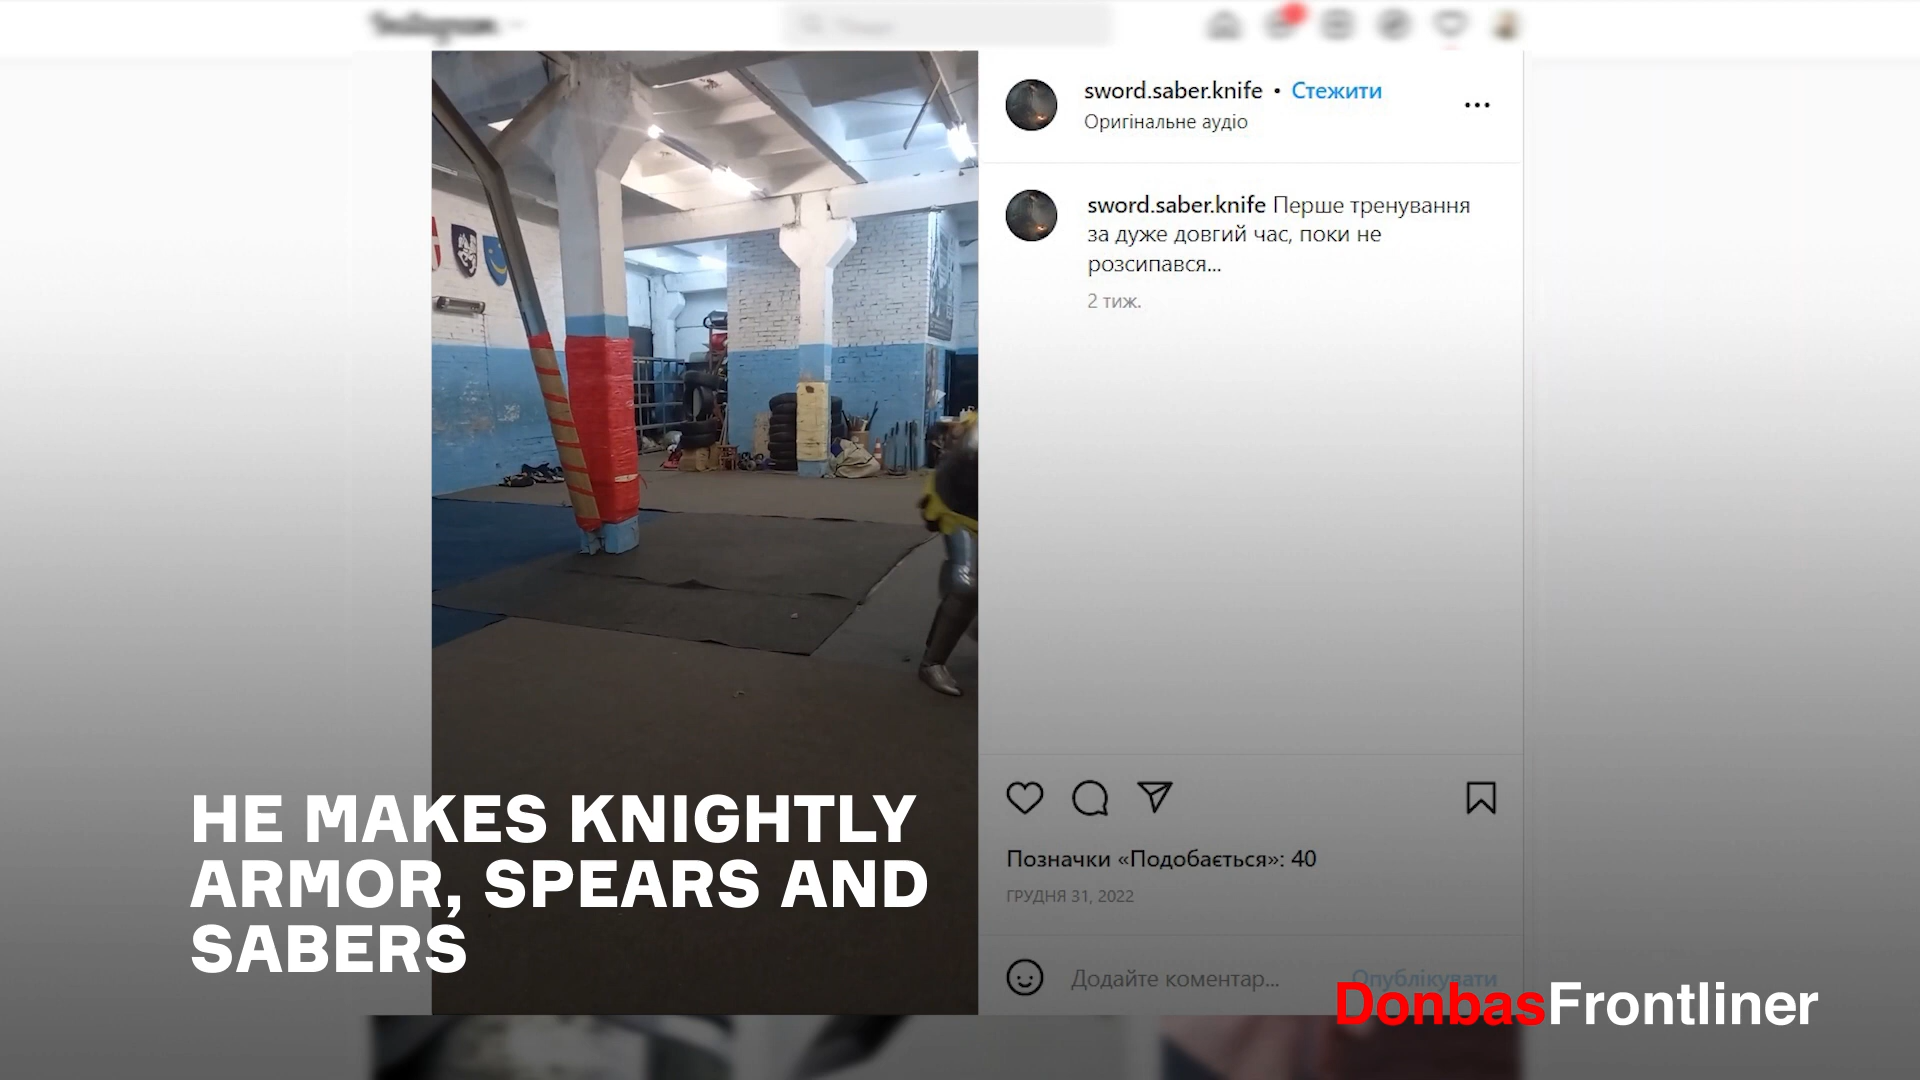 sword.saber.knife • Стежити
Оригінальне аудіо
sword.saber.knife Перше тренування
за дуже довгий час, поки не
розсипався...
2 тиж.
Позначки «Подобається»: 40
ГРУДНЯ 31, 2022
Додайте коментар...
Опублікувати
HE MAKES KNIGHTLY
ARMOR, SPEARS AND
SABERS
DonbasFrontliner